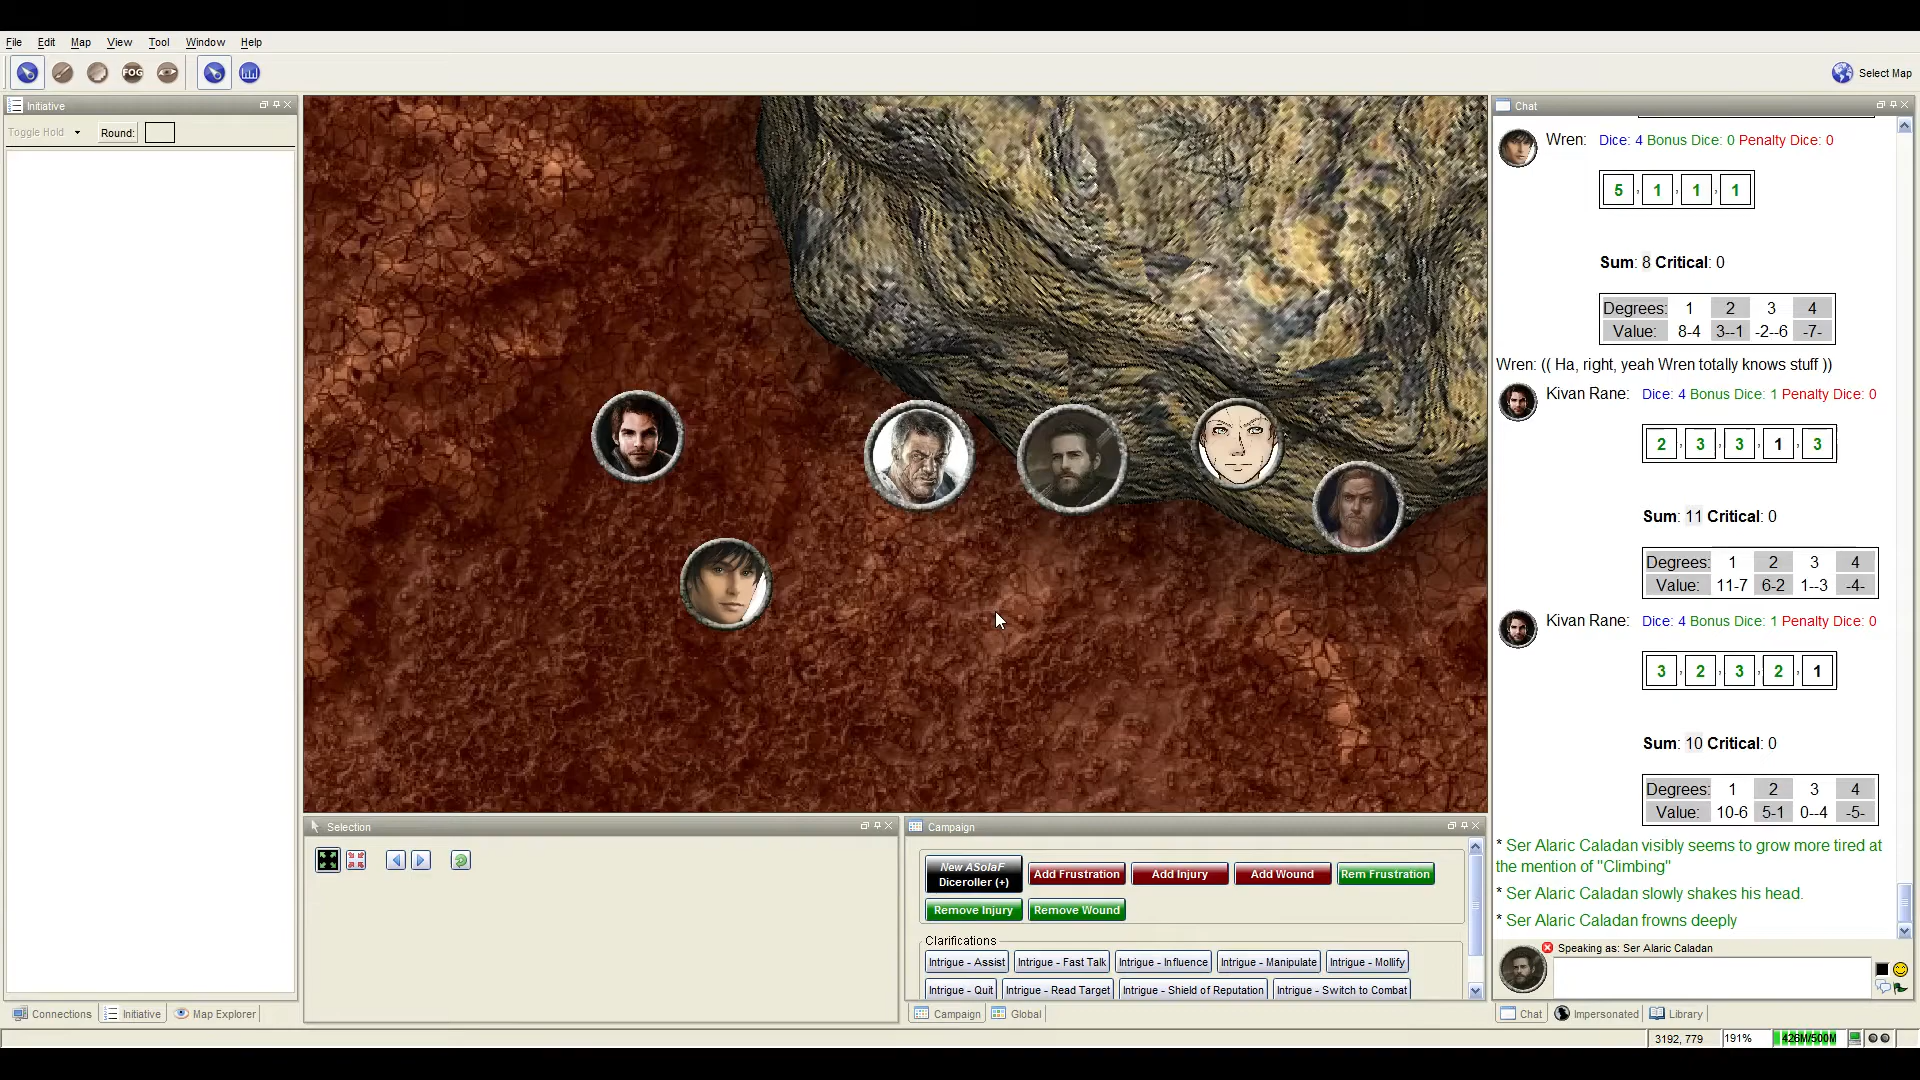 File Edit Map View Tool Window Help
FOG
Select Map
Initiative
Toggle Hold Round:
Chat
Wren: Dice: 4 Bonus Dice: 0 Penalty Dice: 0
5 , 1 , 1 , 1
Sum: 8 Critical: 0
Degrees: 1 2 3 4
Value: 8-4 3--1 -2--6 -7-
Wren: (( Ha, right, yeah Wren totally knows stuff ))
Kivan Rane: Dice: 4 Bonus Dice: 1 Penalty Dice: 0
2 , 3 , 3 , 1 , 3
Sum: 11 Critical: 0
Degrees: 1 2 3 4
Value: 11-7 6-2 1--3 -4-
Kivan Rane: Dice: 4 Bonus Dice: 1 Penalty Dice: 0
3 , 2 , 3 , 2 , 1
Sum: 10 Critical: 0
Degrees: 1 2 3 4
Value: 10-6 5-1 0--4 -5-
* Ser Alaric Caladan visibly seems to grow more tired at
the mention of "Climbing"
* Ser Alaric Caladan slowly shakes his head.
* Ser Alaric Caladan frowns deeply
Speaking as: Ser Alaric Caladan
Selection
Campaign
New ASoIaF
Diceroller (+)
Add Frustration Add Injury Add Wound Rem Frustration
Remove Injury Remove Wound
Clarifications
Intrigue - Assist Intrigue - Fast Talk Intrigue - Influence Intrigue - Manipulate Intrigue - Mollify
Intrigue - Quit Intrigue - Read Target Intrigue - Shield of Reputation Intrigue - Switch to Combat
Connections Initiative Map Explorer
Campaign Global
Chat Impersonated Library
3192, 779 191% 426M/500M